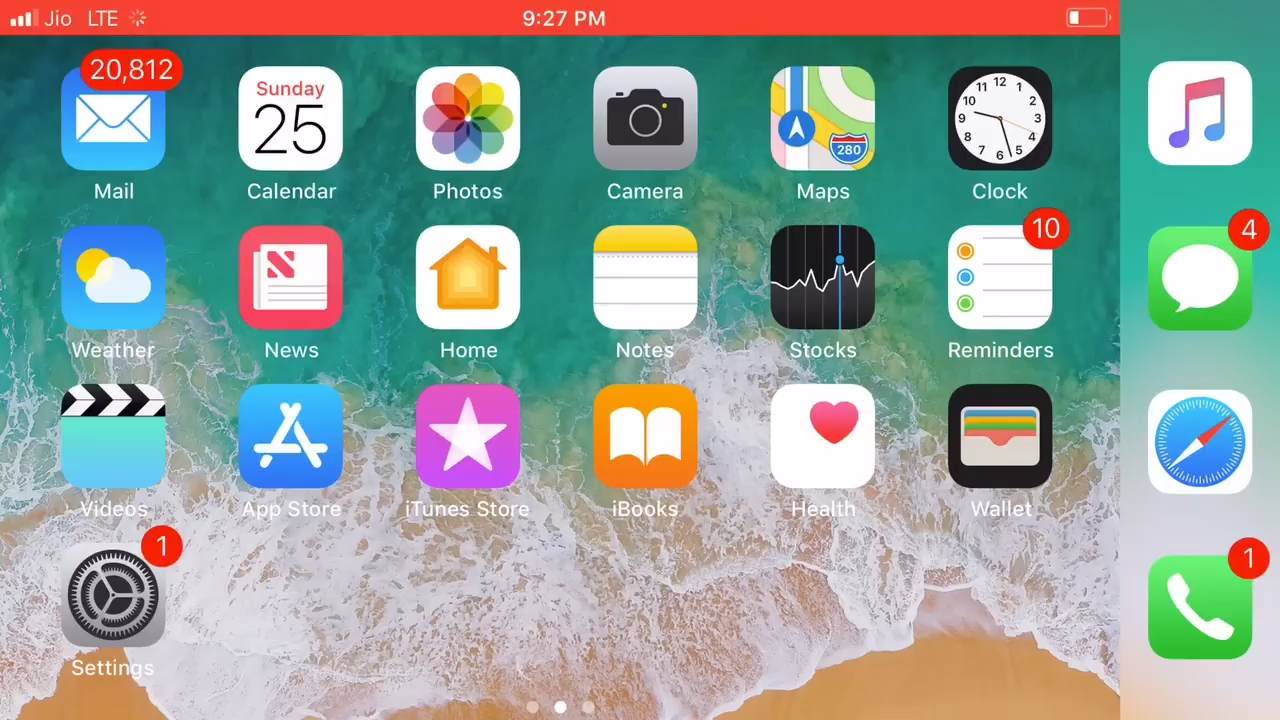 Jio LTE 9:27 PM
20,812
Sunday
25
12
11 1
10 2
9 3
8 4
7 5
6
280
Mail Calendar Photos Camera Maps Clock
10
4
Weather News Home Notes Stocks Reminders
Videos App Store iTunes Store iBooks Health Wallet
1
1
Settings